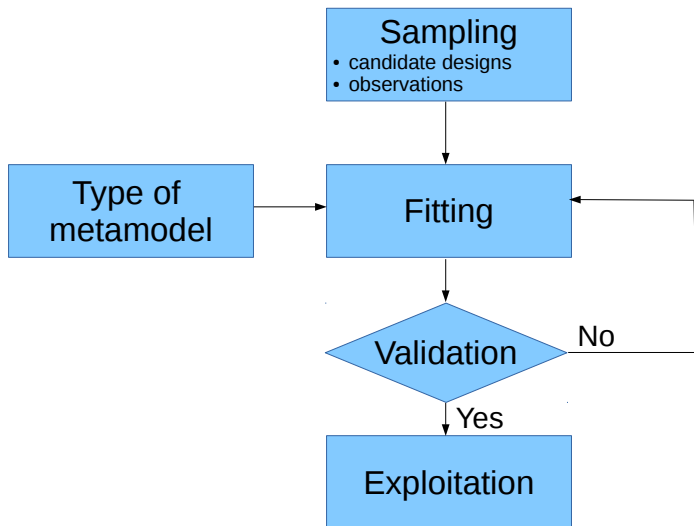 Sampling
• candidate designs
• observations
Type of
metamodel
Fitting
Validation
No
Yes
Exploitation